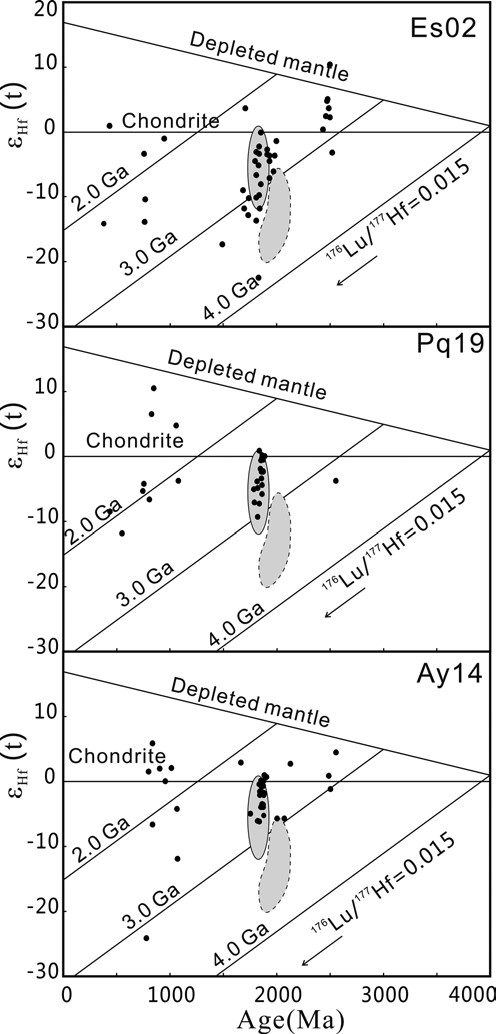 Es02
20
10
0
-10
-20
-30
εHf (t)
Depleted mantle
Chondrite
2.0 Ga
3.0 Ga
4.0 Ga
¹⁷⁶Lu/¹⁷⁷Hf=0.015
Pq19
10
0
-10
-20
-30
εHf (t)
Depleted mantle
Chondrite
2.0 Ga
3.0 Ga
4.0 Ga
¹⁷⁶Lu/¹⁷⁷Hf=0.015
Ay14
10
0
-10
-20
-30
εHf (t)
Depleted mantle
Chondrite
2.0 Ga
3.0 Ga
4.0 Ga
¹⁷⁶Lu/¹⁷⁷Hf=0.015
0 1000 2000 3000 4000
Age(Ma)